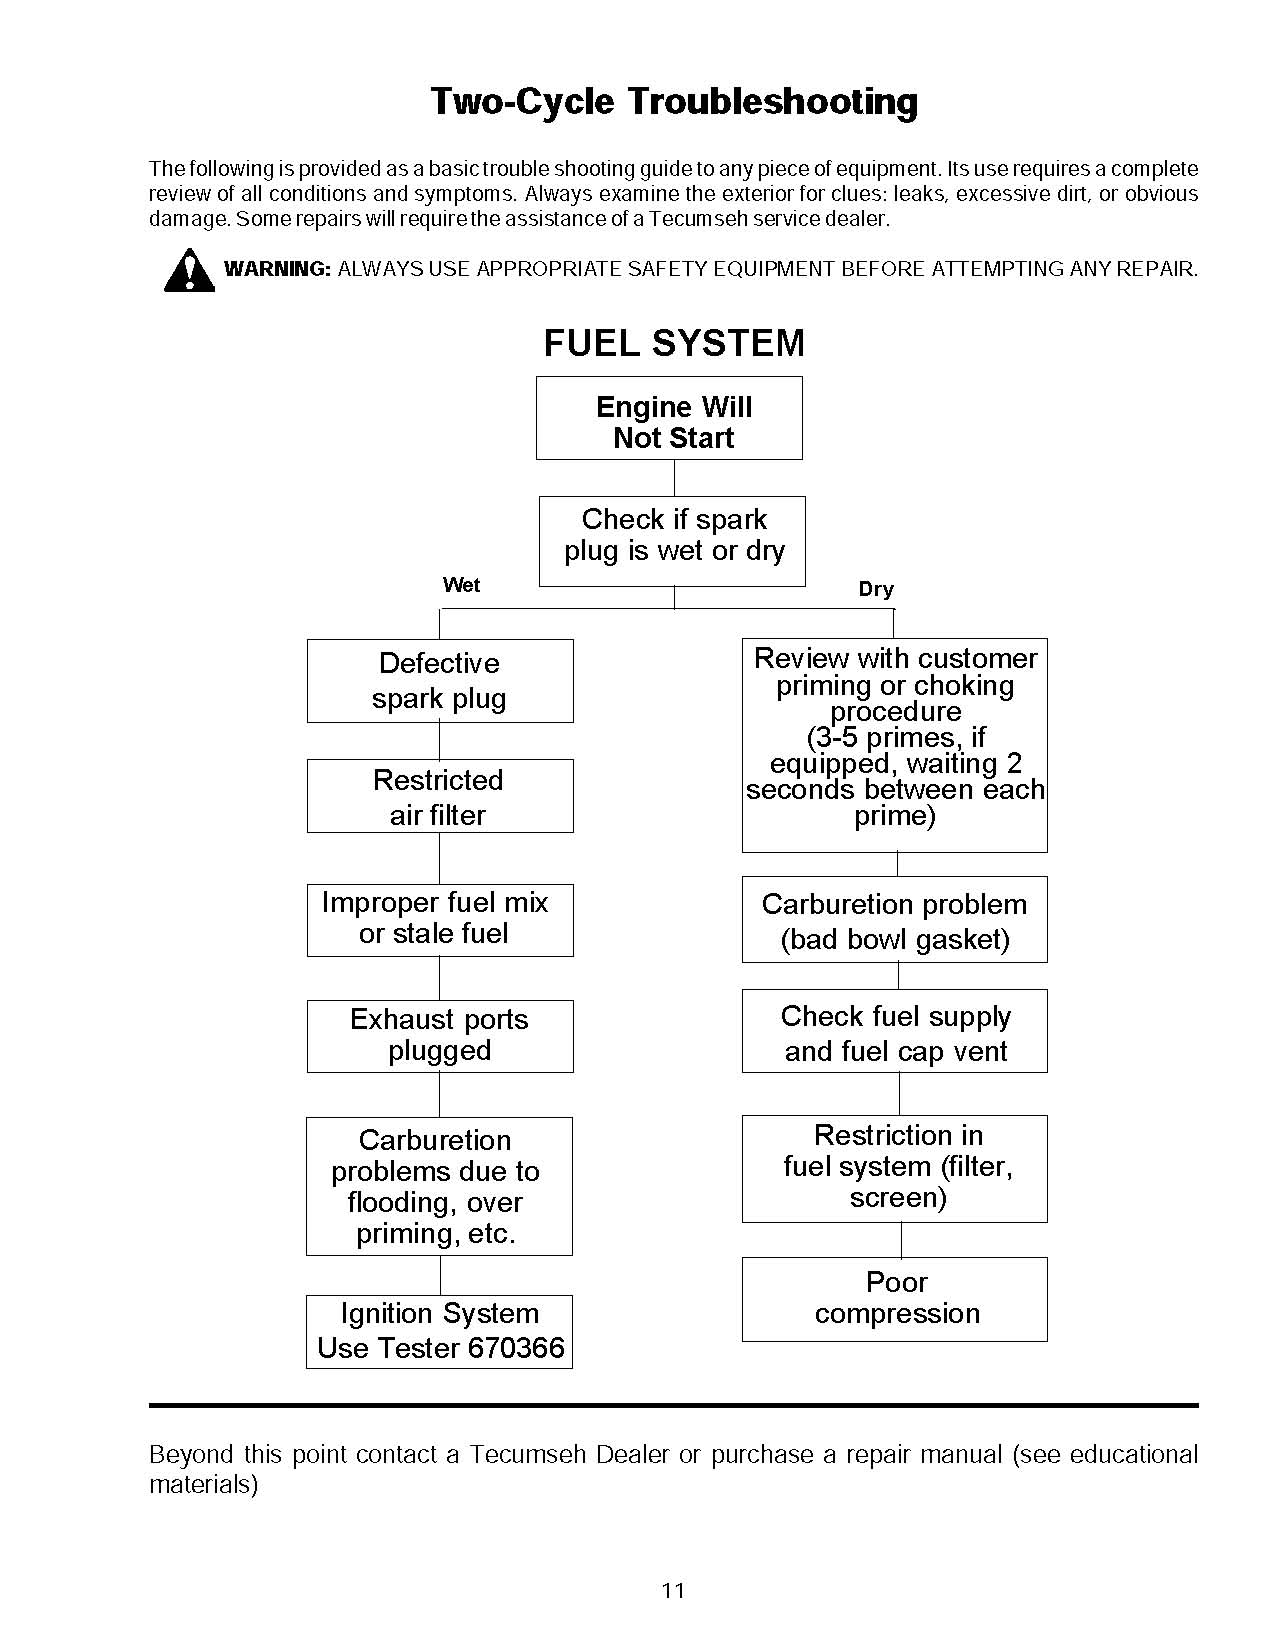 Two-Cycle Troubleshooting
The following is provided as a basic trouble shooting guide to any piece of equipment. Its use requires a complete
review of all conditions and symptoms. Always examine the exterior for clues: leaks, excessive dirt, or obvious
damage. Some repairs will require the assistance of a Tecumseh service dealer.
WARNING: ALWAYS USE APPROPRIATE SAFETY EQUIPMENT BEFORE ATTEMPTING ANY REPAIR.
FUEL SYSTEM
Engine Will
Not Start
Check if spark
plug is wet or dry
Wet
Dry
Defective
spark plug
Restricted
air filter
Improper fuel mix
or stale fuel
Exhaust ports
plugged
Carburetion
problems due to
flooding, over
priming, etc.
Ignition System
Use Tester 670366
Review with customer
priming or choking
procedure
(3-5 primes, if
equipped, waiting 2
seconds between each
prime)
Carburetion problem
(bad bowl gasket)
Check fuel supply
and fuel cap vent
Restriction in
fuel system (filter,
screen)
Poor
compression
Beyond this point contact a Tecumseh Dealer or purchase a repair manual (see educational
materials)
11